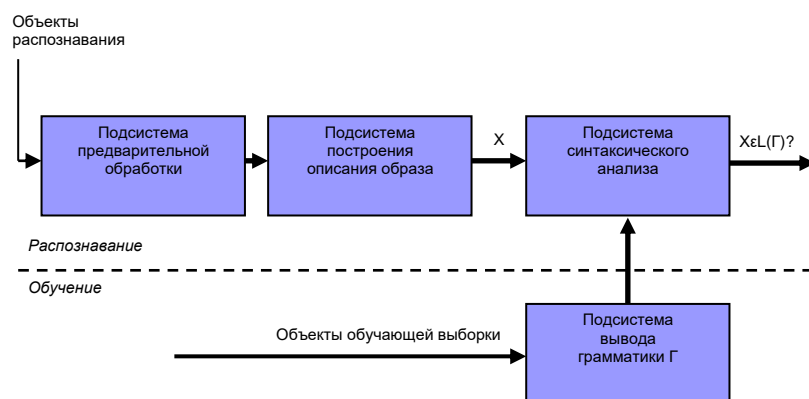 Объекты
распознавания
Подсистема
предварительной
обработки
Подсистема
построения
описания образа
X
Подсистема
синтаксического
анализа
XεL(Г)?
Распознавание
Обучение
Объекты обучающей выборки
Подсистема
вывода
грамматики Г